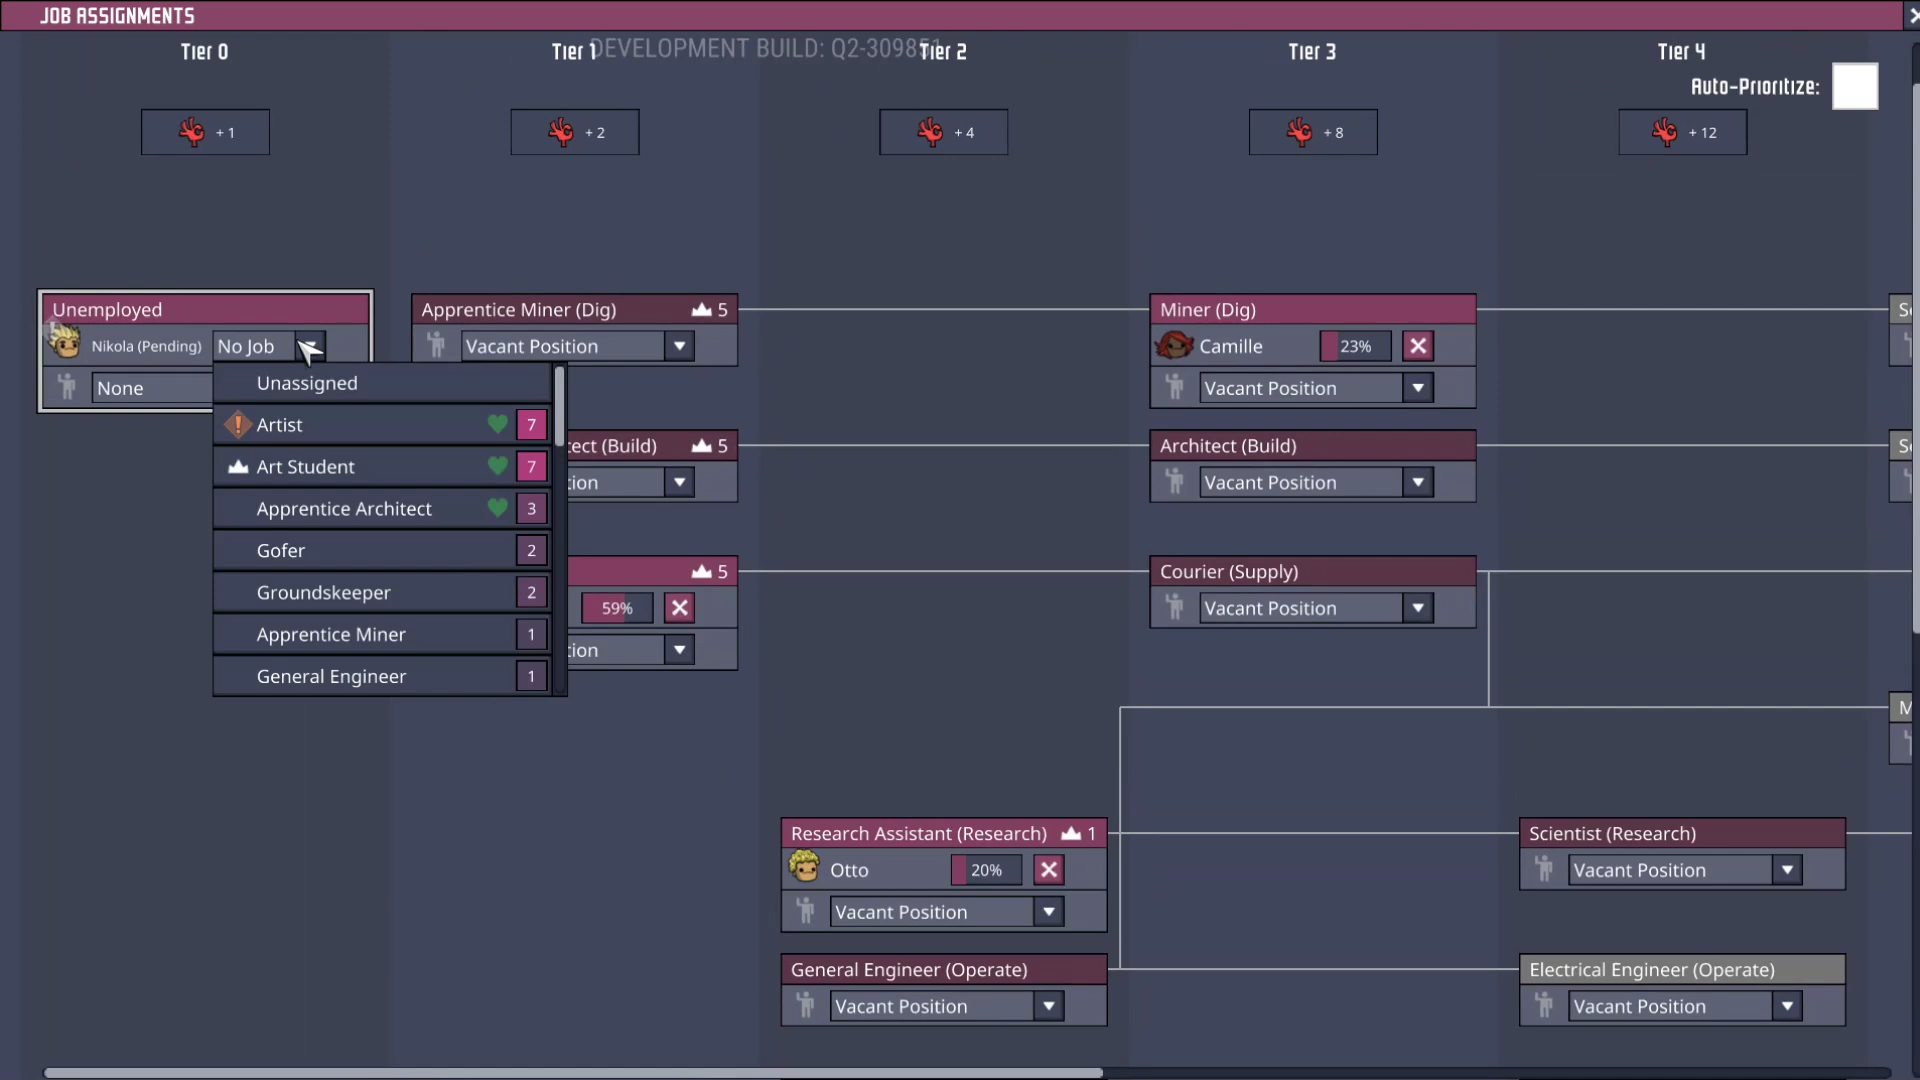 JOB ASSIGNMENTS
DEVELOPMENT BUILD: Q2-309851
Tier 0
Tier 1
Tier 2
Tier 3
Tier 4
Auto-Prioritize:
+ 1
+ 2
+ 4
+ 8
+ 12
Unemployed
Nikola (Pending) No Job
None
Unassigned
Artist 7
Art Student 7
Apprentice Architect 3
Gofer 2
Groundskeeper 2
Apprentice Miner 1
General Engineer 1
Apprentice Miner (Dig) 5
Vacant Position
tect (Build) 5
tion
5
59%
tion
Research Assistant (Research) 1
Otto 20%
Vacant Position
General Engineer (Operate)
Vacant Position
Miner (Dig)
Camille 23%
Vacant Position
Architect (Build)
Vacant Position
Courier (Supply)
Vacant Position
Scientist (Research)
Vacant Position
Electrical Engineer (Operate)
Vacant Position